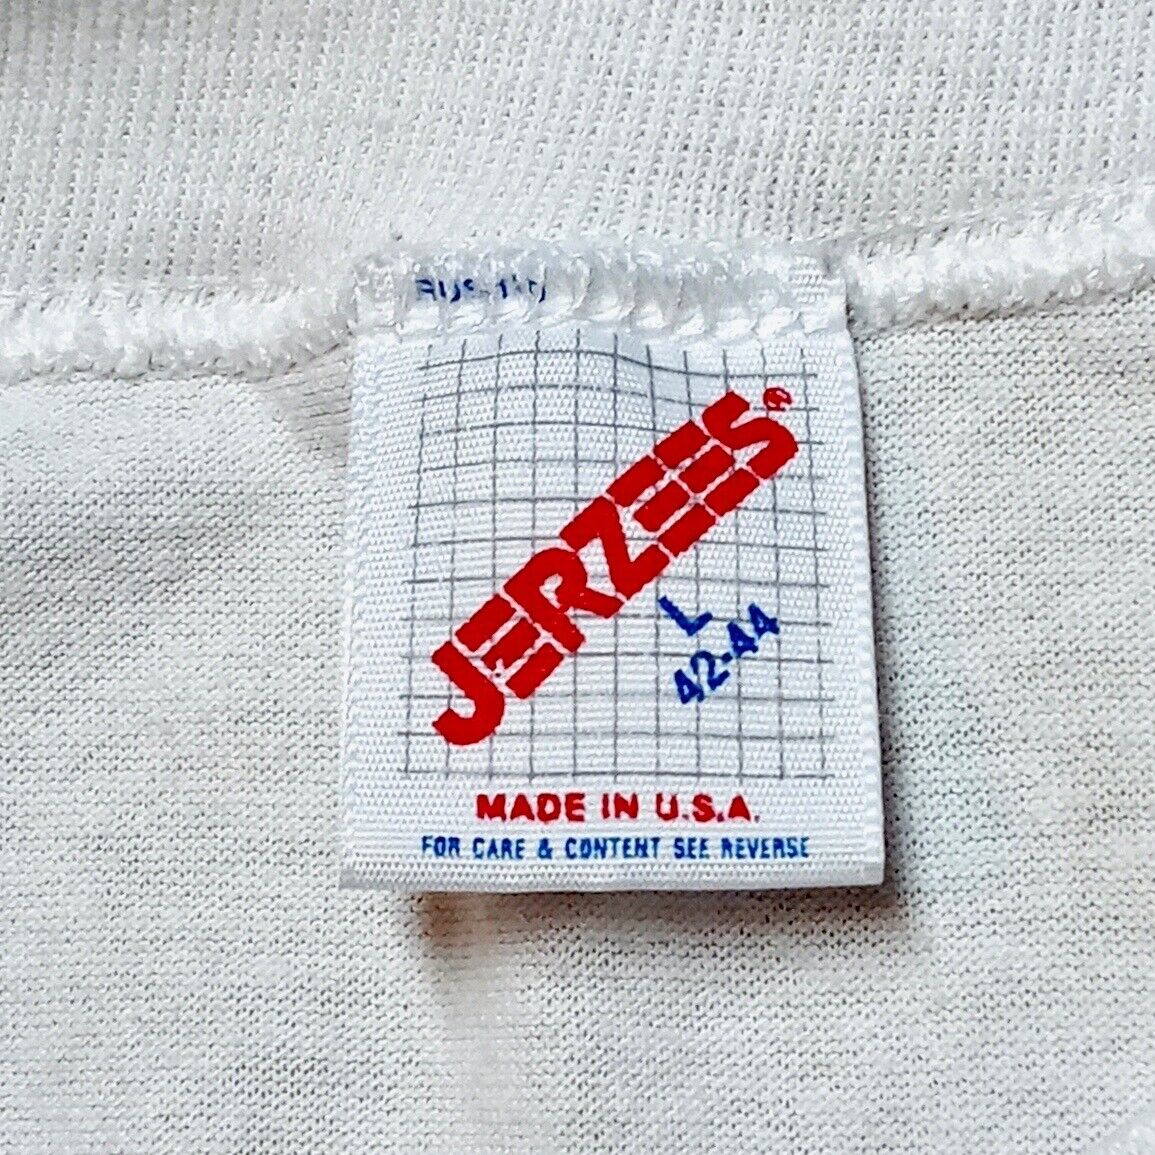 JERZEES®
L
42-44
MADE IN U.S.A.
FOR CARE & CONTENT SEE REVERSE